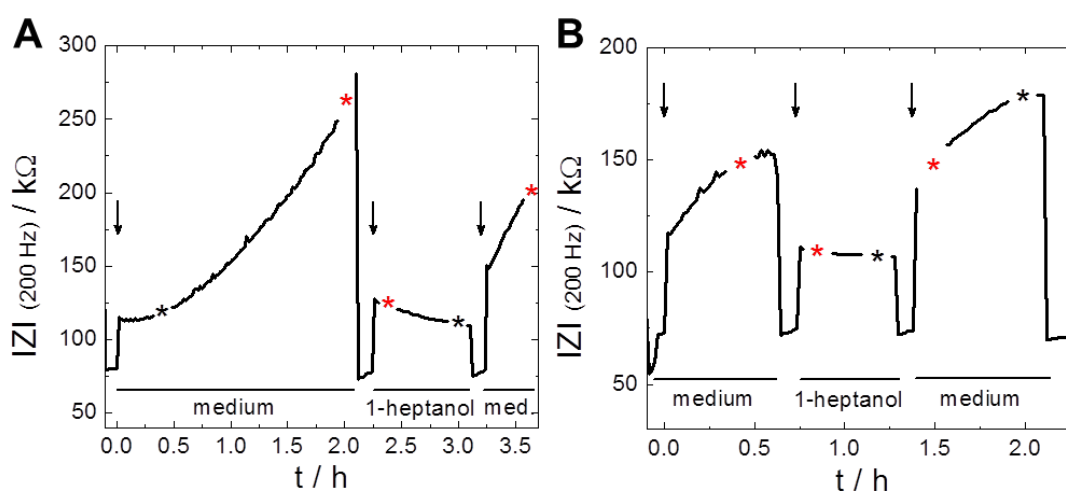 A
300
250
200
150
100
50
|Z| (200 Hz) / kΩ
* * * * *
medium
1-heptanol
med.
0.0 0.5 1.0 1.5 2.0 2.5 3.0 3.5
t / h
B
200
150
100
50
|Z| (200 Hz) / kΩ
* * * * *
medium
1-heptanol
medium
0.0 0.5 1.0 1.5 2.0
t / h